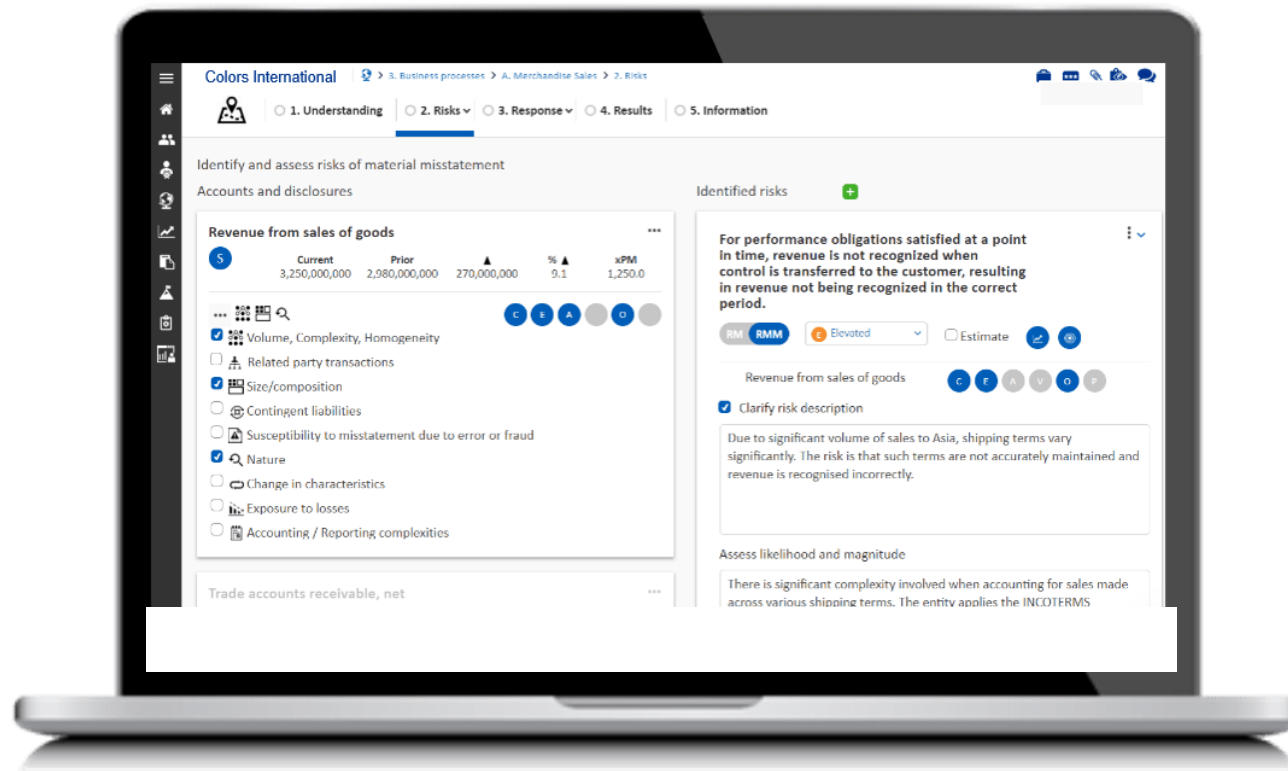 Colors International
> 3. Business processes > A. Merchandise Sales > 2. Risks
1. Understanding
2. Risks
3. Response
4. Results
5. Information
Identify and assess risks of material misstatement
Accounts and disclosures
Revenue from sales of goods
...
S
Current Prior ▲ % ▲ xPM
3,250,000,000 2,980,000,000 270,000,000 9.1 1,250.0
...
C E A O
Volume, Complexity, Homogeneity
Related party transactions
Size/composition
Contingent liabilities
Susceptibility to misstatement due to error or fraud
Nature
Change in characteristics
Exposure to losses
Accounting / Reporting complexities
Trade accounts receivable, net
...
Identified risks
For performance obligations satisfied at a point
in time, revenue is not recognized when
control is transferred to the customer, resulting
in revenue not being recognized in the correct
period.
RM RMM
E Elevated
Estimate
Revenue from sales of goods
C E A V O P
Clarify risk description
Due to significant volume of sales to Asia, shipping terms vary
significantly. The risk is that such terms are not accurately maintained and
revenue is recognised incorrectly.
Assess likelihood and magnitude
There is significant complexity involved when accounting for sales made
across various shipping terms. The entity applies the INCOTERMS